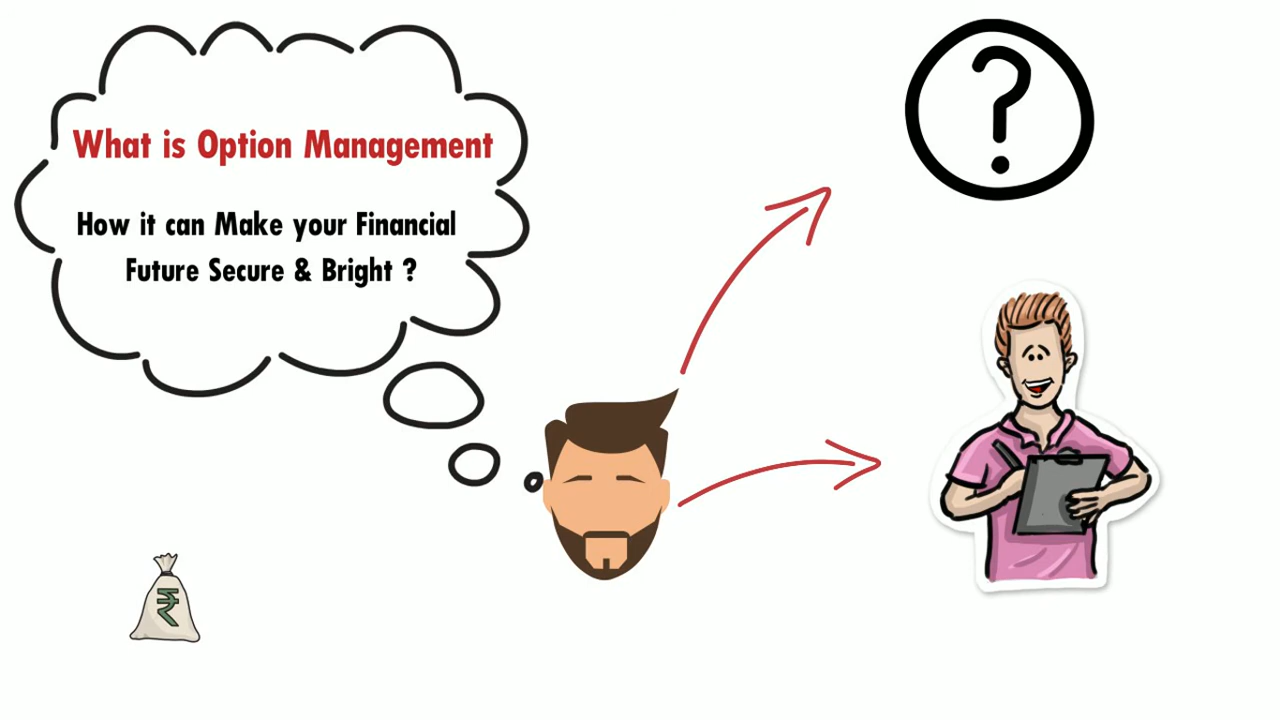 What is Option Management
How it can Make your Financial
Future Secure & Bright ?
?
₹